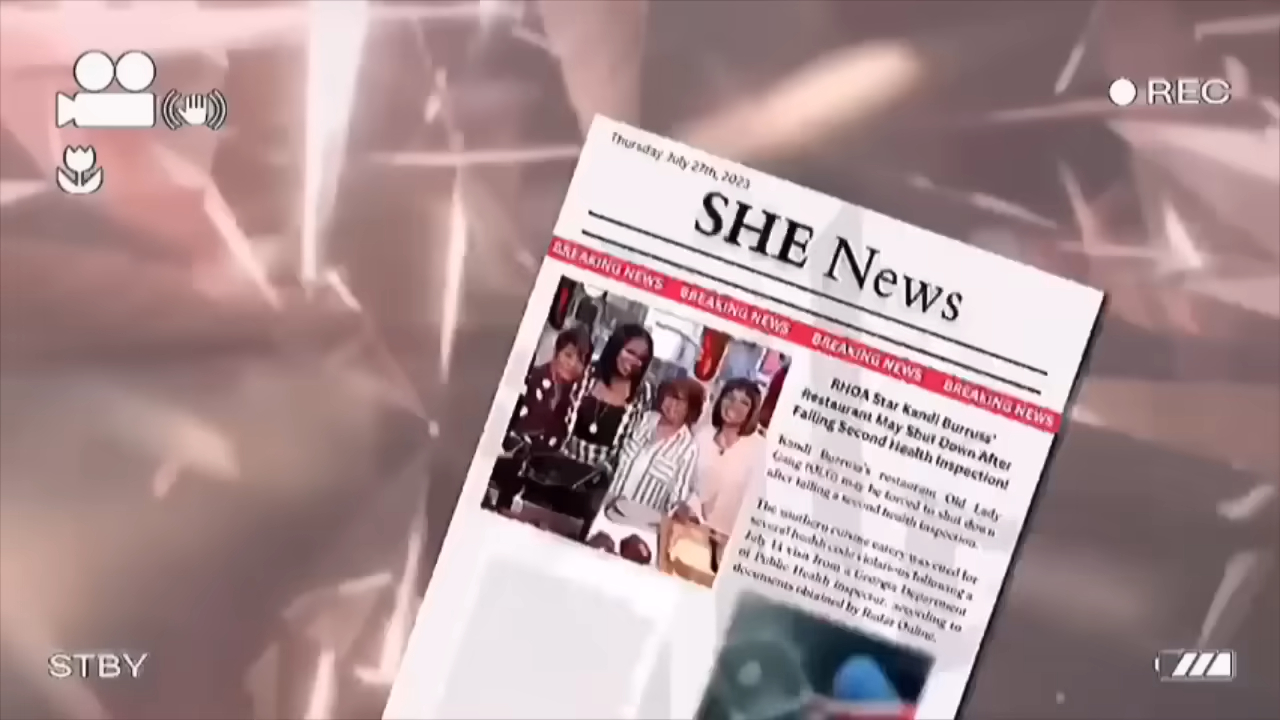 REC
Thursday July 27th, 2023
SHE News
BREAKING NEWS BREAKING NEWS BREAKING NEWS BREAKING NEWS
RHOA Star Kandi Burruss'
Restaurant May Shut Down After
Failing Second Health Inspection!
Kandi Burruss's restaurant Old Lady
Gang (OLG) may be forced to shut down
after failing a second health inspection.
The southern cuisine eatery was cited for
several health code violations following a
July 14 visit from a Georgia Department
of Public Health inspector, according to
documents obtained by Radar Online.
STBY